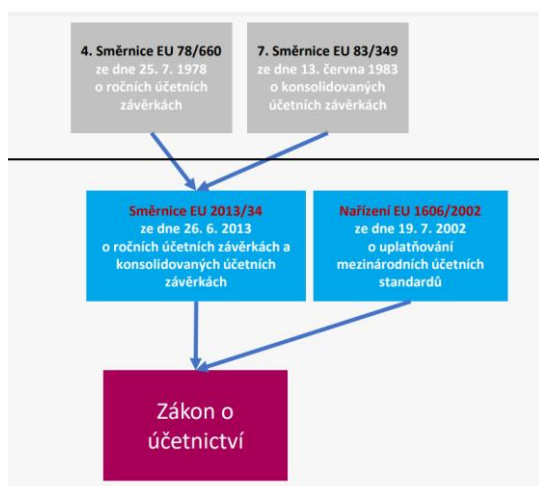 4. Směrnice EU 78/660
ze dne 25. 7. 1978
o ročních účetních
závěrkách
7. Směrnice EU 83/349
ze dne 13. června 1983
o konsolidovaných
účetních závěrkách
Směrnice EU 2013/34
ze dne 26. 6. 2013
o ročních účetních závěrkách a
konsolidovaných účetních
závěrkách
Nařízení EU 1606/2002
ze dne 19. 7. 2002
o uplatňování
mezinárodních účetních
standardů
Zákon o
účetnictví